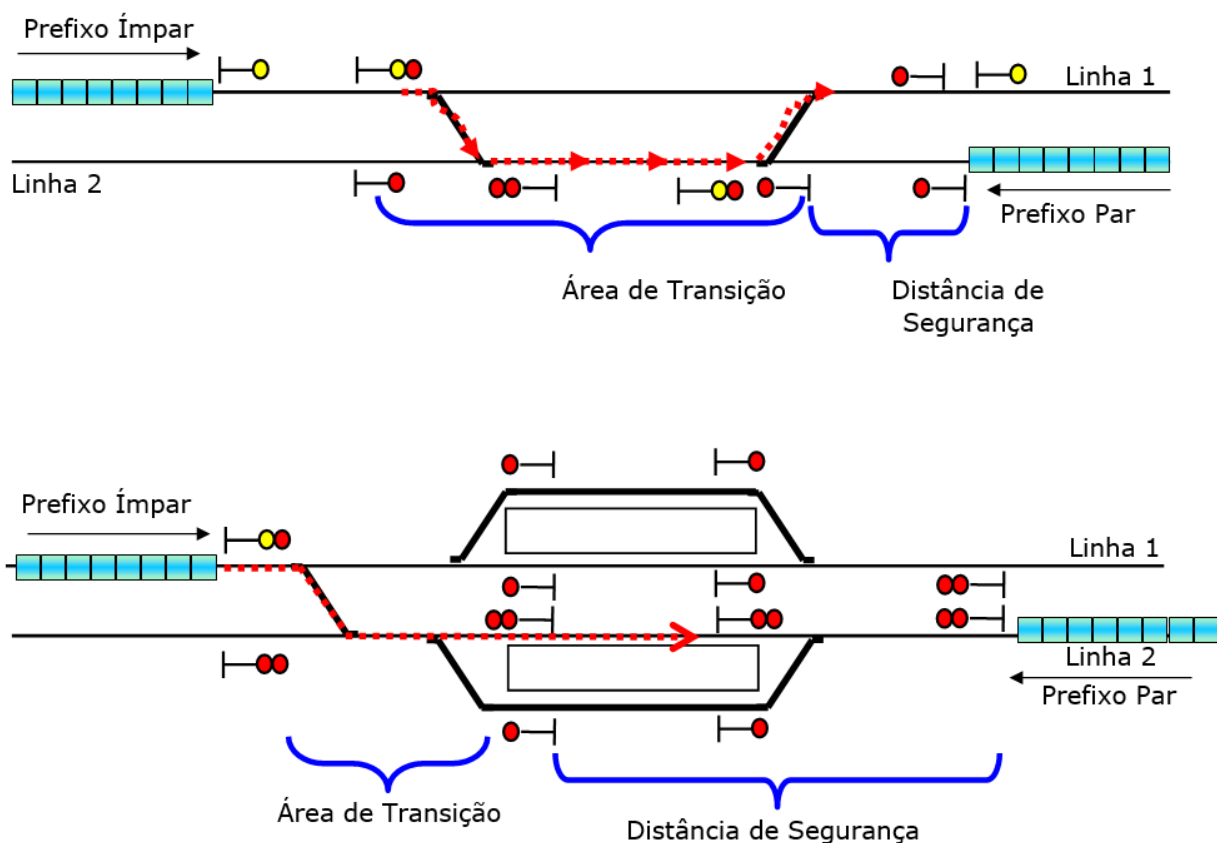 Prefixo Ímpar
Linha 1
Linha 2
Prefixo Par
Área de Transição
Distância de
Segurança
Prefixo Ímpar
Linha 1
Linha 2
Prefixo Par
Área de Transição
Distância de Segurança